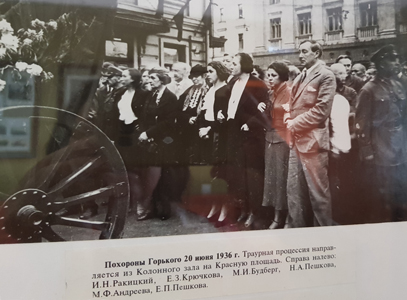 Похороны Горького 20 июня 1936 г. Траурная процессия направ-
ляется из Колонного зала на Красную площадь. Справа налево:
И.Н.Ракицкий, Е.З.Крючкова, М.И.Будберг, Н.А.Пешкова,
М.Ф.Андреева, Е.П.Пешкова.